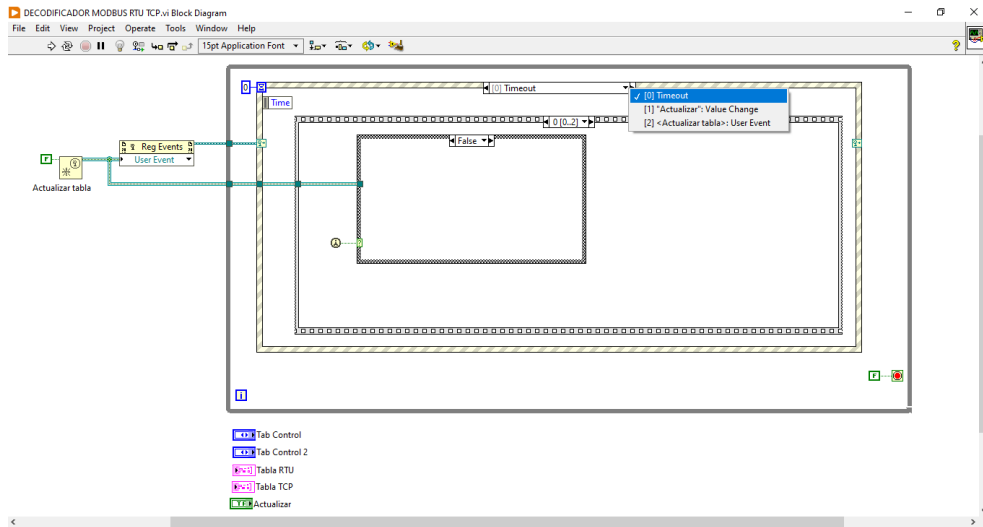 DECODIFICADOR MODBUS RTU TCP.vi Block Diagram
File Edit View Project Operate Tools Window Help
15pt Application Font
0
[0] Timeout
[0] Timeout
[1] "Actualizar": Value Change
[2] <Actualizar tabla>: User Event
Time
0 [0..2]
False
Reg Events
User Event
F
Actualizar tabla
F
i
Tab Control
Tab Control 2
Tabla RTU
Tabla TCP
TF
Actualizar